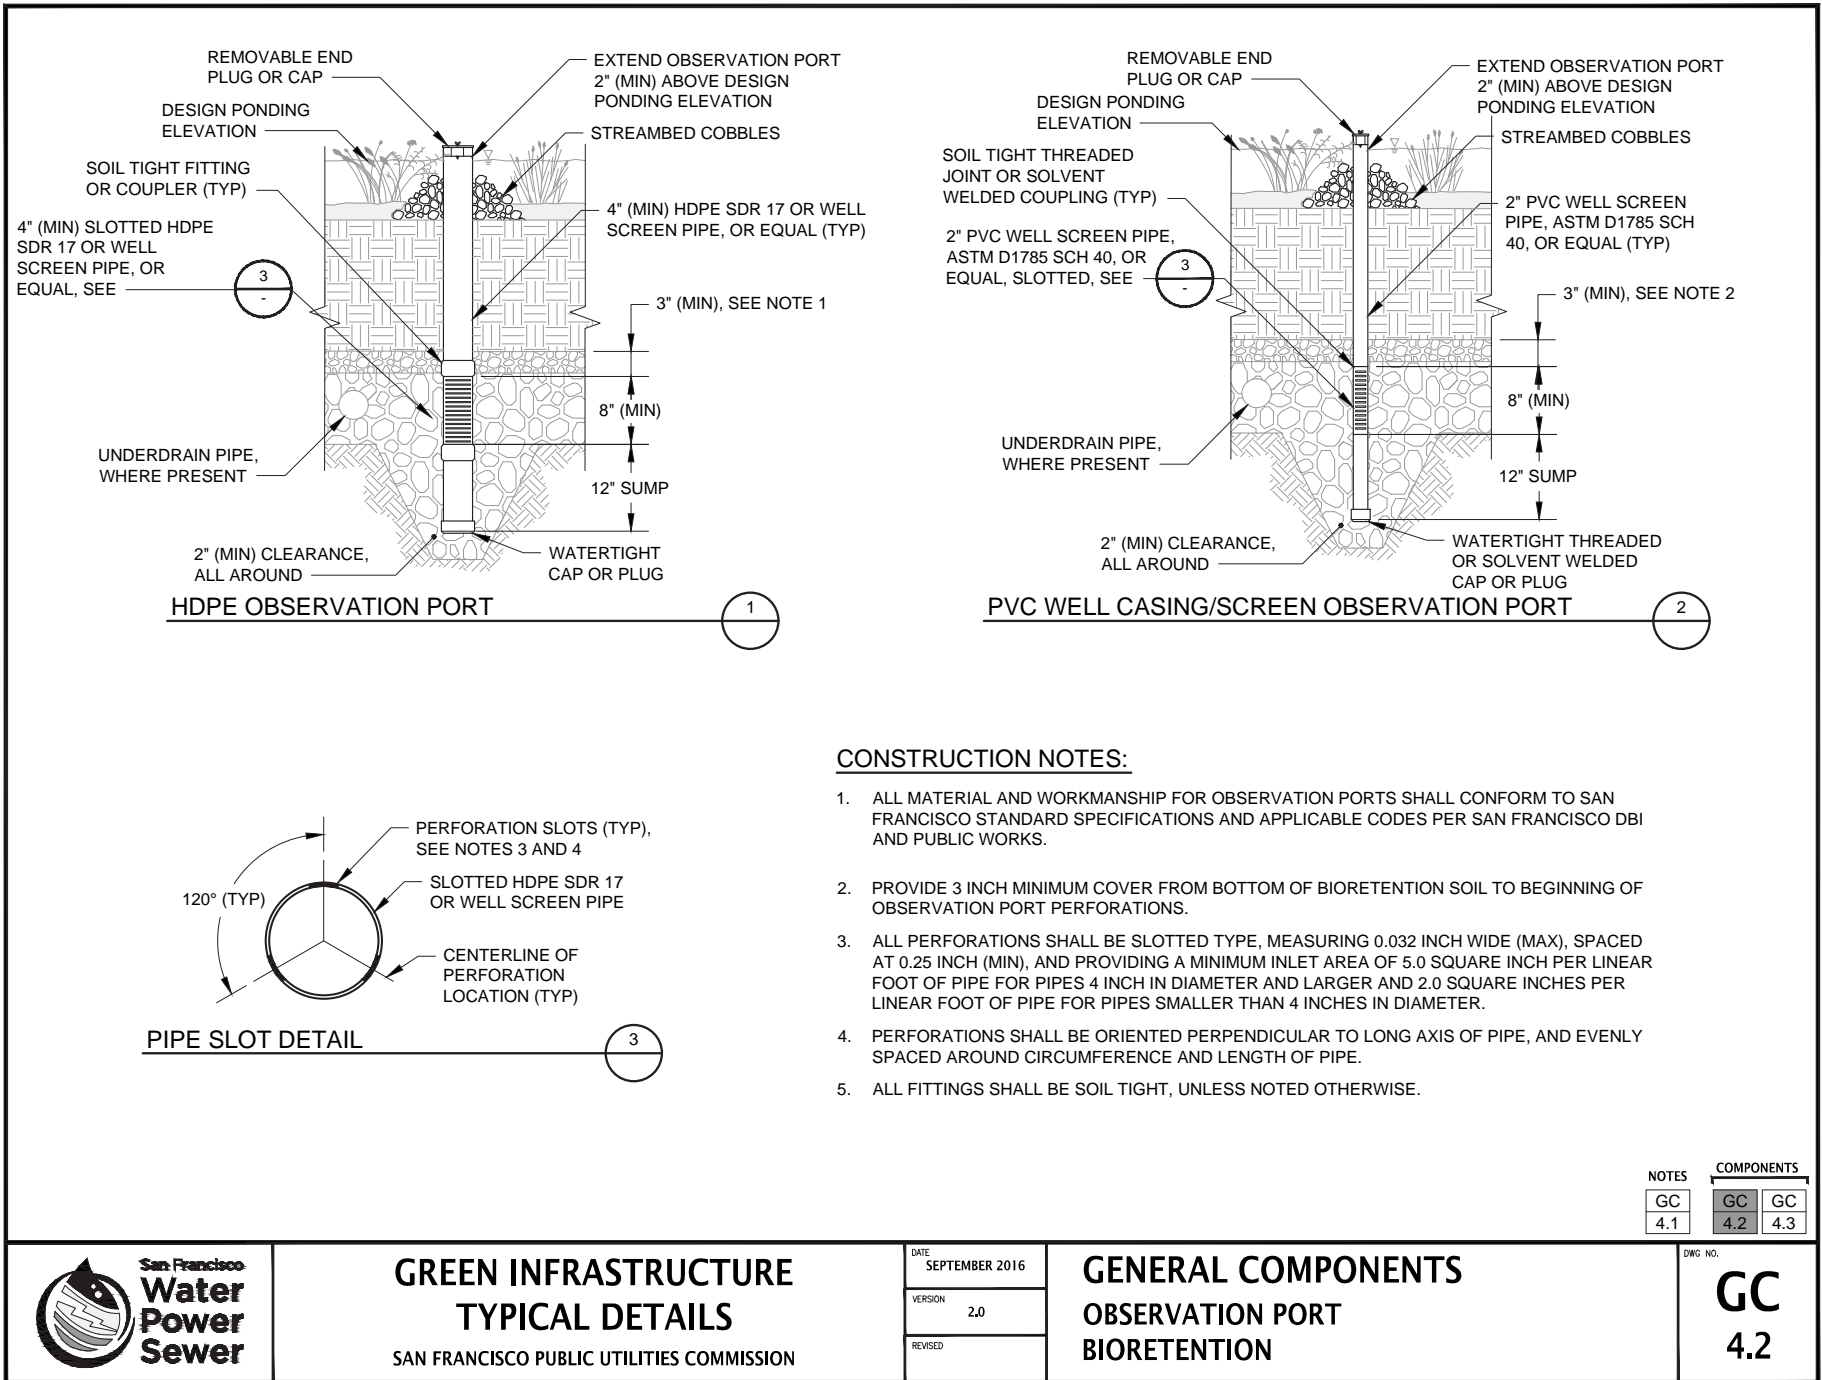 REMOVABLE END
PLUG OR CAP
DESIGN PONDING
ELEVATION
SOIL TIGHT FITTING
OR COUPLER (TYP)
4" (MIN) SLOTTED HDPE
SDR 17 OR WELL
SCREEN PIPE, OR
EQUAL, SEE
3
-
UNDERDRAIN PIPE,
WHERE PRESENT
2" (MIN) CLEARANCE,
ALL AROUND
EXTEND OBSERVATION PORT
2" (MIN) ABOVE DESIGN
PONDING ELEVATION
STREAMBED COBBLES
4" (MIN) HDPE SDR 17 OR WELL
SCREEN PIPE, OR EQUAL (TYP)
3" (MIN), SEE NOTE 1
8" (MIN)
12" SUMP
WATERTIGHT
CAP OR PLUG
HDPE OBSERVATION PORT
1
REMOVABLE END
PLUG OR CAP
DESIGN PONDING
ELEVATION
SOIL TIGHT THREADED
JOINT OR SOLVENT
WELDED COUPLING (TYP)
2" PVC WELL SCREEN PIPE,
ASTM D1785 SCH 40, OR
EQUAL, SLOTTED, SEE
3
-
UNDERDRAIN PIPE,
WHERE PRESENT
2" (MIN) CLEARANCE,
ALL AROUND
EXTEND OBSERVATION PORT
2" (MIN) ABOVE DESIGN
PONDING ELEVATION
STREAMBED COBBLES
2" PVC WELL SCREEN
PIPE, ASTM D1785 SCH
40, OR EQUAL (TYP)
3" (MIN), SEE NOTE 2
8" (MIN)
12" SUMP
WATERTIGHT THREADED
OR SOLVENT WELDED
CAP OR PLUG
PVC WELL CASING/SCREEN OBSERVATION PORT
2
120° (TYP)
PERFORATION SLOTS (TYP),
SEE NOTES 3 AND 4
SLOTTED HDPE SDR 17
OR WELL SCREEN PIPE
CENTERLINE OF
PERFORATION
LOCATION (TYP)
PIPE SLOT DETAIL
3
CONSTRUCTION NOTES:
1. ALL MATERIAL AND WORKMANSHIP FOR OBSERVATION PORTS SHALL CONFORM TO SAN
FRANCISCO STANDARD SPECIFICATIONS AND APPLICABLE CODES PER SAN FRANCISCO DBI
AND PUBLIC WORKS.
2. PROVIDE 3 INCH MINIMUM COVER FROM BOTTOM OF BIORETENTION SOIL TO BEGINNING OF
OBSERVATION PORT PERFORATIONS.
3. ALL PERFORATIONS SHALL BE SLOTTED TYPE, MEASURING 0.032 INCH WIDE (MAX), SPACED
AT 0.25 INCH (MIN), AND PROVIDING A MINIMUM INLET AREA OF 5.0 SQUARE INCH PER LINEAR
FOOT OF PIPE FOR PIPES 4 INCH IN DIAMETER AND LARGER AND 2.0 SQUARE INCHES PER
LINEAR FOOT OF PIPE FOR PIPES SMALLER THAN 4 INCHES IN DIAMETER.
4. PERFORATIONS SHALL BE ORIENTED PERPENDICULAR TO LONG AXIS OF PIPE, AND EVENLY
SPACED AROUND CIRCUMFERENCE AND LENGTH OF PIPE.
5. ALL FITTINGS SHALL BE SOIL TIGHT, UNLESS NOTED OTHERWISE.
NOTES
COMPONENTS
GC GC GC
4.1 4.2 4.3
San Francisco
Water
Power
Sewer
GREEN INFRASTRUCTURE
TYPICAL DETAILS
SAN FRANCISCO PUBLIC UTILITIES COMMISSION
DATE
SEPTEMBER 2016
VERSION
2.0
REVISED
GENERAL COMPONENTS
OBSERVATION PORT
BIORETENTION
DWG NO.
GC
4.2